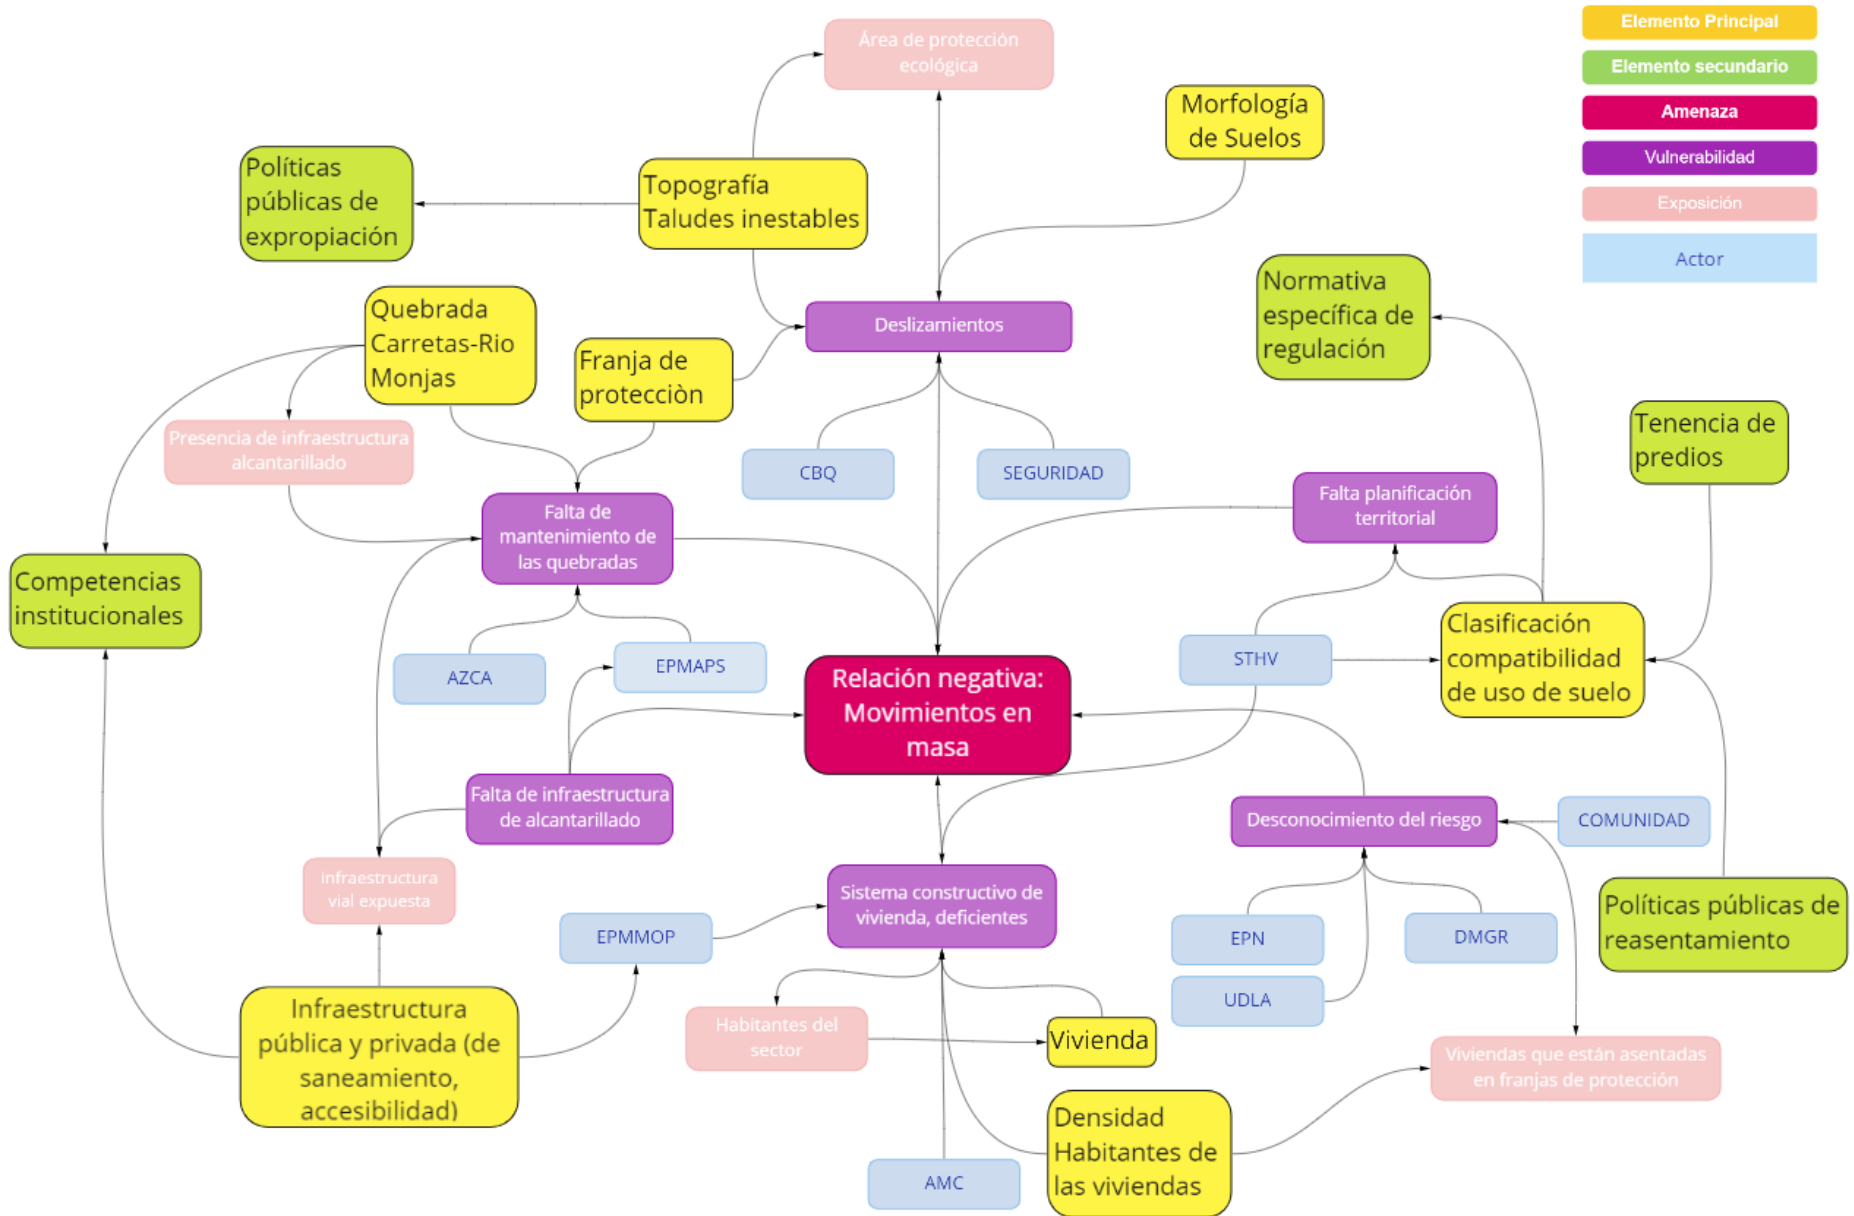 Elemento Principal
Elemento secundario
Amenaza
Vulnerabilidad
Exposición
Actor
Área de protección
ecológica
Morfología
de Suelos
Políticas
públicas de
expropiación
Topografía
Taludes inestables
Normativa
específica de
regulación
Quebrada
Carretas-Rio
Monjas
Franja de
protecciòn
Deslizamientos
Presencia de infraestructura
alcantarillado
CBQ
SEGURIDAD
Tenencia de
predios
Falta planificación
territorial
Falta de
mantenimiento de
las quebradas
Competencias
institucionales
Clasificación
compatibilidad
de uso de suelo
AZCA
EPMAPS
STHV
Relación negativa:
Movimientos en
masa
Falta de infraestructura
de alcantarillado
Desconocimiento del riesgo
COMUNIDAD
infraestructura
vial expuesta
Sistema constructivo de
vivienda, deficientes
EPMMOP
EPN
DMGR
Políticas públicas de
reasentamiento
UDLA
Infraestructura
pública y privada (de
saneamiento,
accesibilidad)
Habitantes del
sector
Vivienda
Viviendas que están asentadas
en franjas de protección
Densidad
Habitantes de
las viviendas
AMC